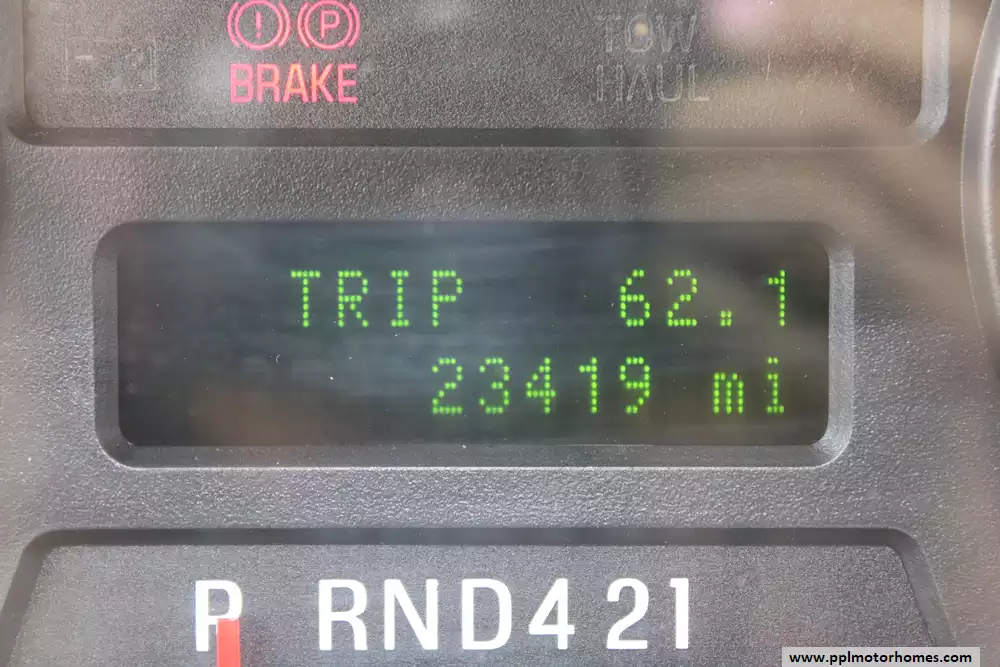 ! P
BRAKE
TOW
HAUL
TRIP 62.1
23419 mi
P RND421
www.pplmotorhomes.com